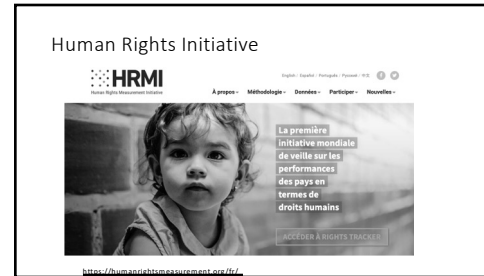 Human Rights Initiative
HRMI
Human Rights Measurement Initiative
English / Español / Português / Русский / 中文
À propos Méthodologie Données Participer Nouvelles
La première
initiative mondiale
de veille sur les
performances
des pays en
termes de
droits humains
ACCÉDER À RIGHTS TRACKER
https://humanrightsmeasurement.org/fr/